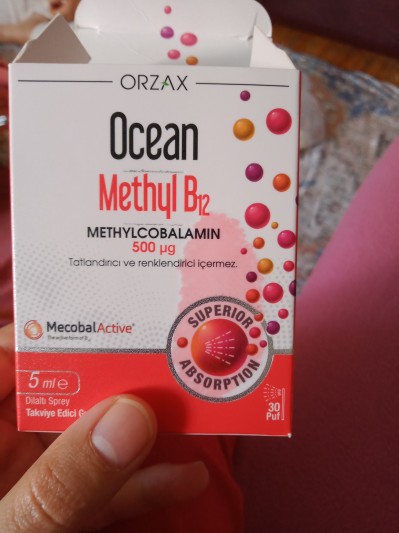 ORZAX
Ocean
Methyl B12
METHYLCOBALAMIN
500 µg
Tatlandırıcı ve renklendirici içermez.
MecobalActive®
SUPERIOR
ABSORPTION
5 ml ℮
Dilaltı Sprey
Takviye Edici
30
Puf